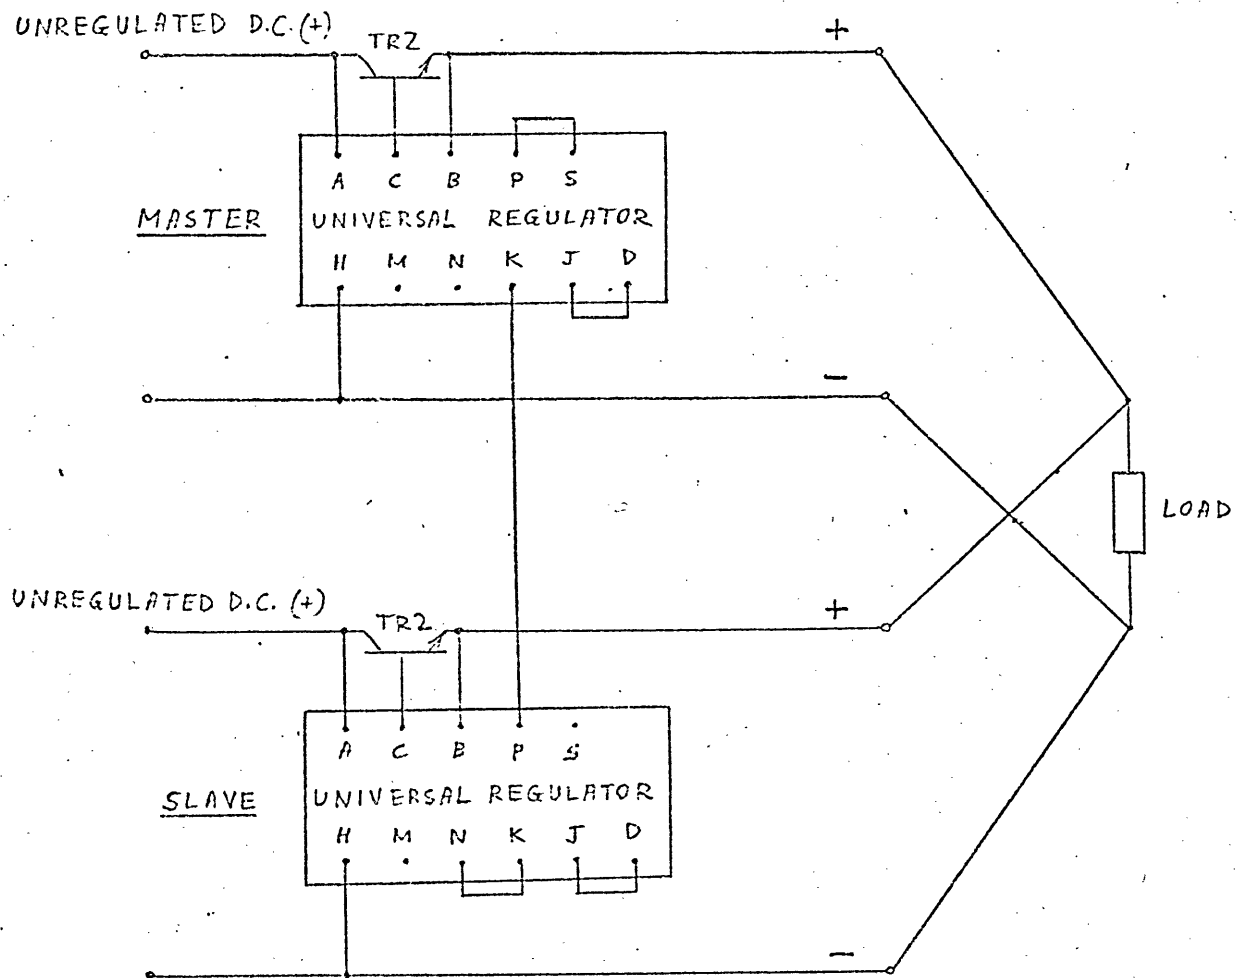 UNREGULATED D.C. (+)
TR2
+
A C B P S
MASTER
UNIVERSAL REGULATOR
H M N K J D
−
LOAD
UNREGULATED D.C. (+)
TR2
+
A C B P S
SLAVE
UNIVERSAL REGULATOR
H M N K J D
−